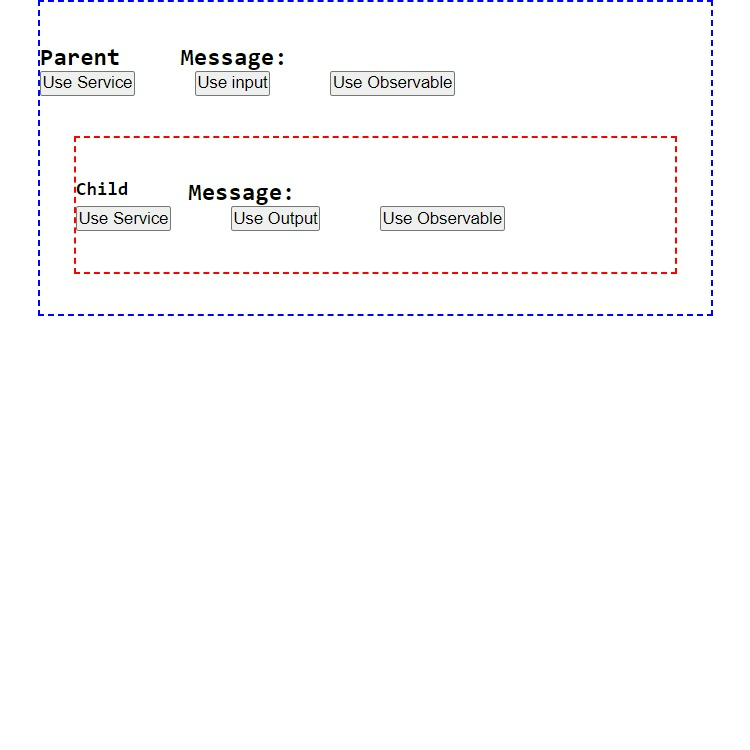 Parent Message:
Use Service Use input Use Observable
Child Message:
Use Service Use Output Use Observable